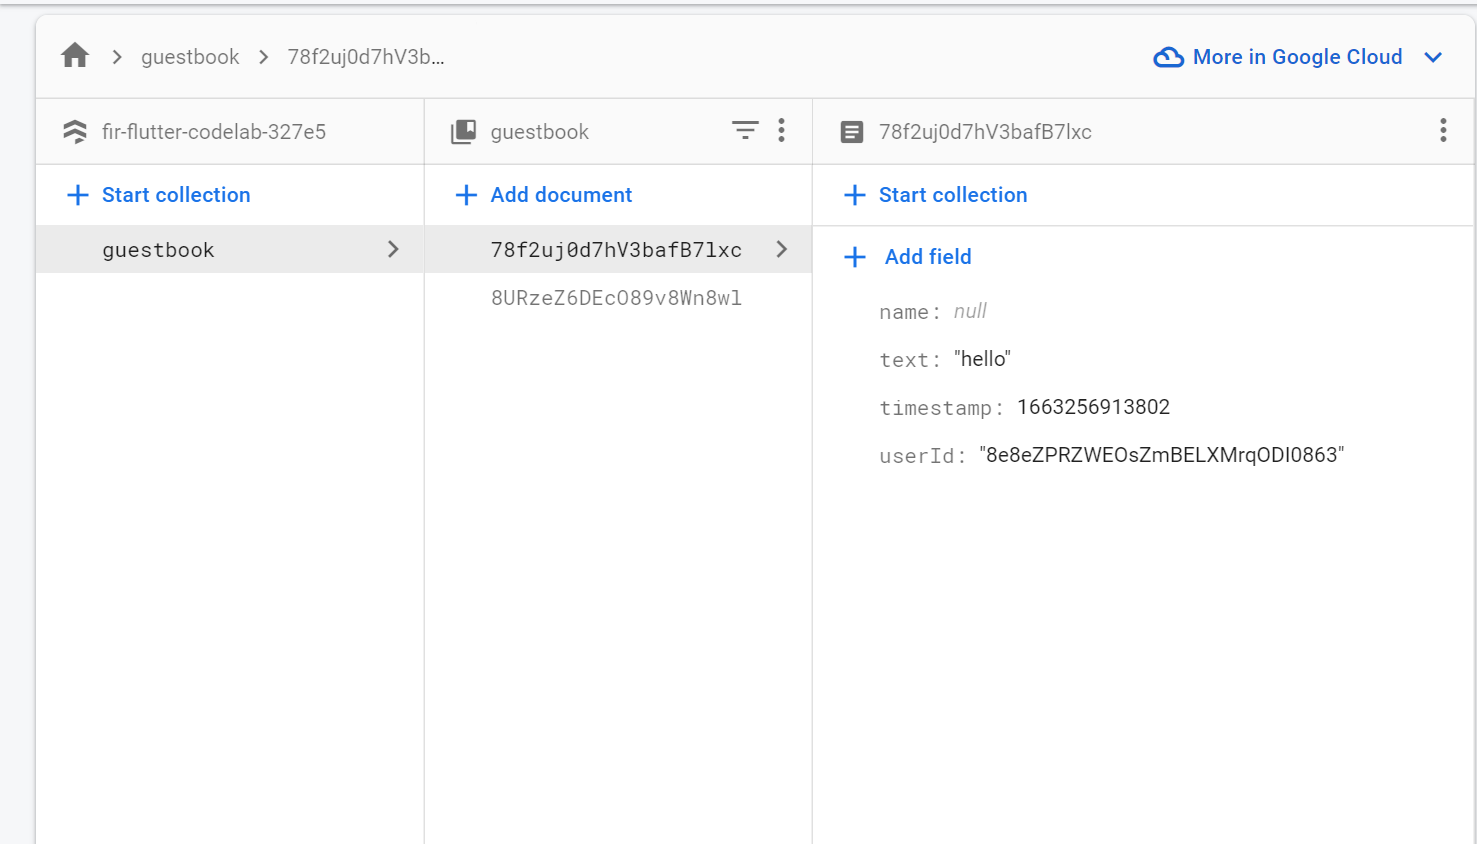 guestbook
78f2uj0d7hV3b...
More in Google Cloud
fir-flutter-codelab-327e5
guestbook
78f2uj0d7hV3bafB7lxc
Start collection
Add document
Start collection
guestbook
78f2uj0d7hV3bafB7lxc
8URzeZ6DEcO89v8Wn8wl
Add field
name: null
text: "hello"
timestamp: 1663256913802
userId: "8e8eZPRZWEOsZmBELXMrqODI0863"